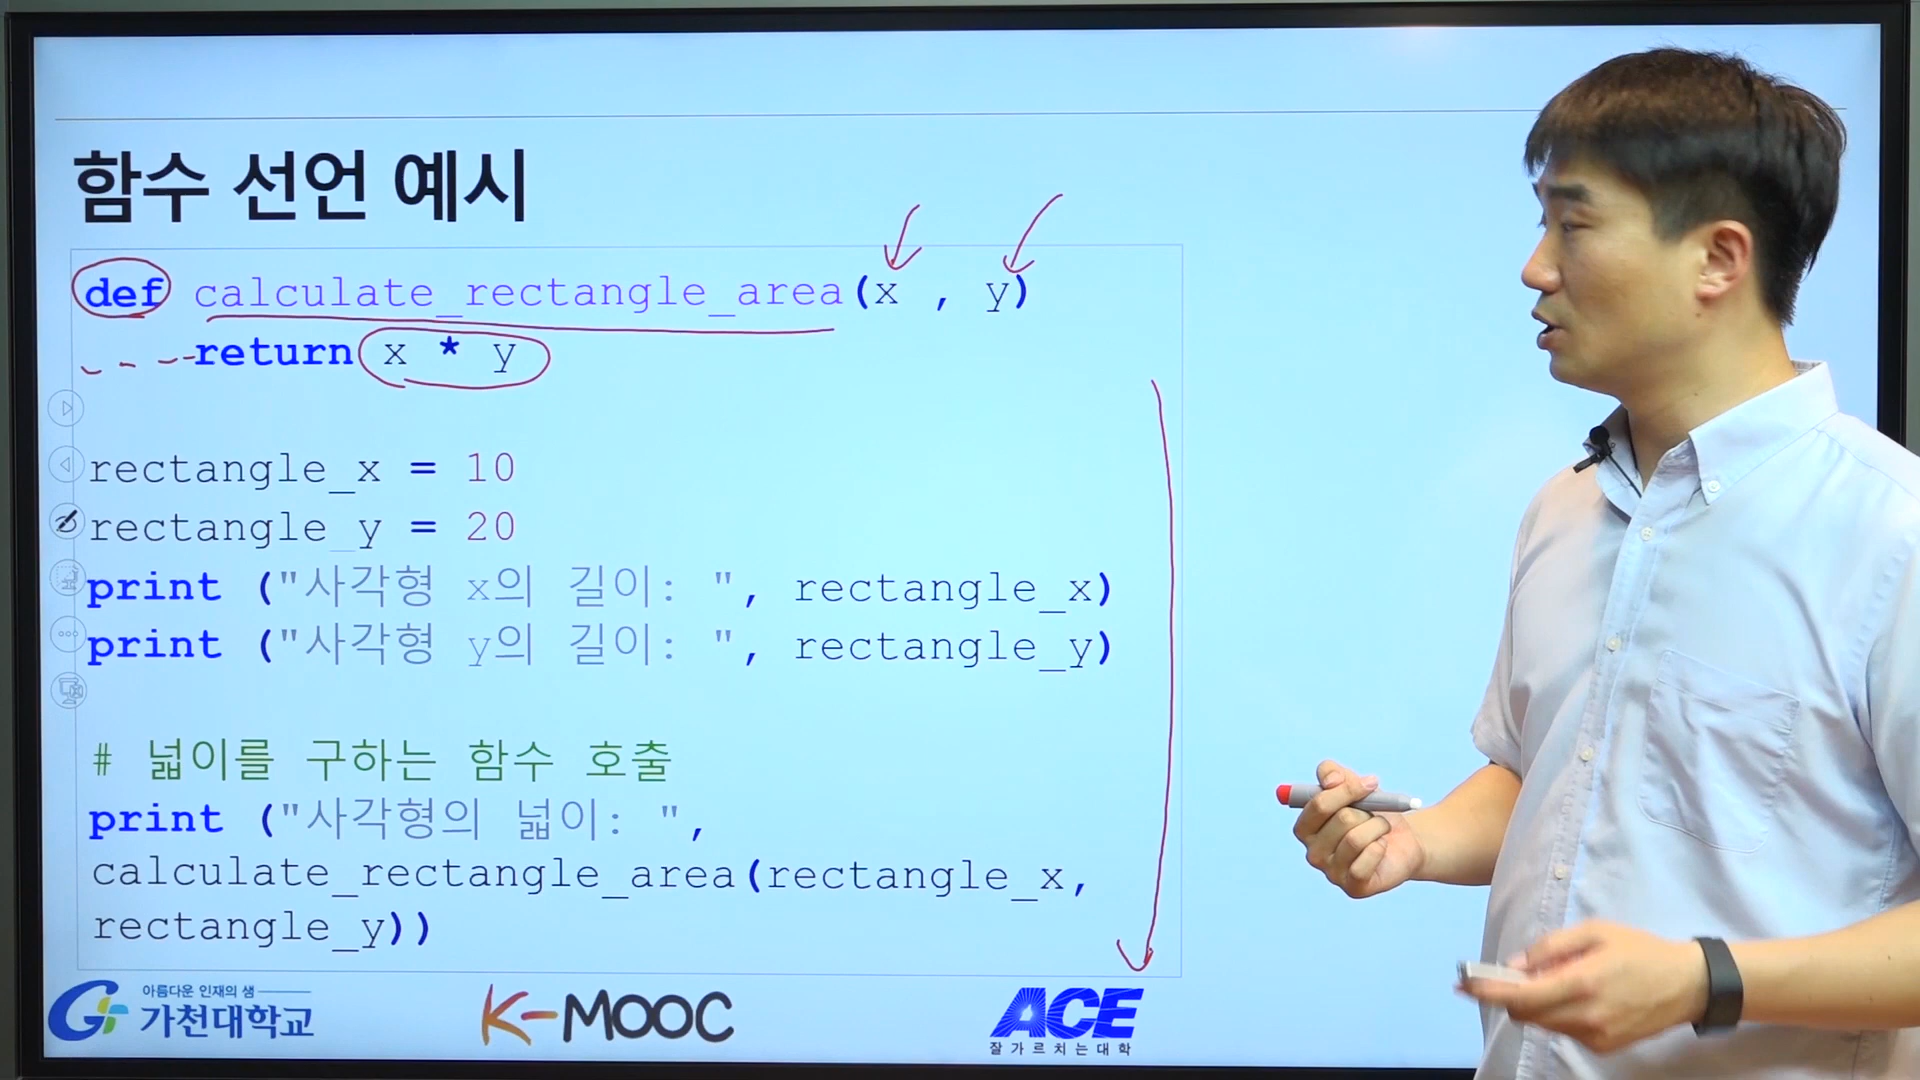 함수 선언 예시
def calculate_rectangle_area(x , y)
return x * y
rectangle_x = 10
rectangle_y = 20
print ("사각형 x의 길이: ", rectangle_x)
print ("사각형 y의 길이: ", rectangle_y)
# 넓이를 구하는 함수 호출
print ("사각형의 넓이: ",
calculate_rectangle_area(rectangle_x,
rectangle_y))
아름다운 인재의 샘
가천대학교
K-MOOC
ACE
잘가르치는대학